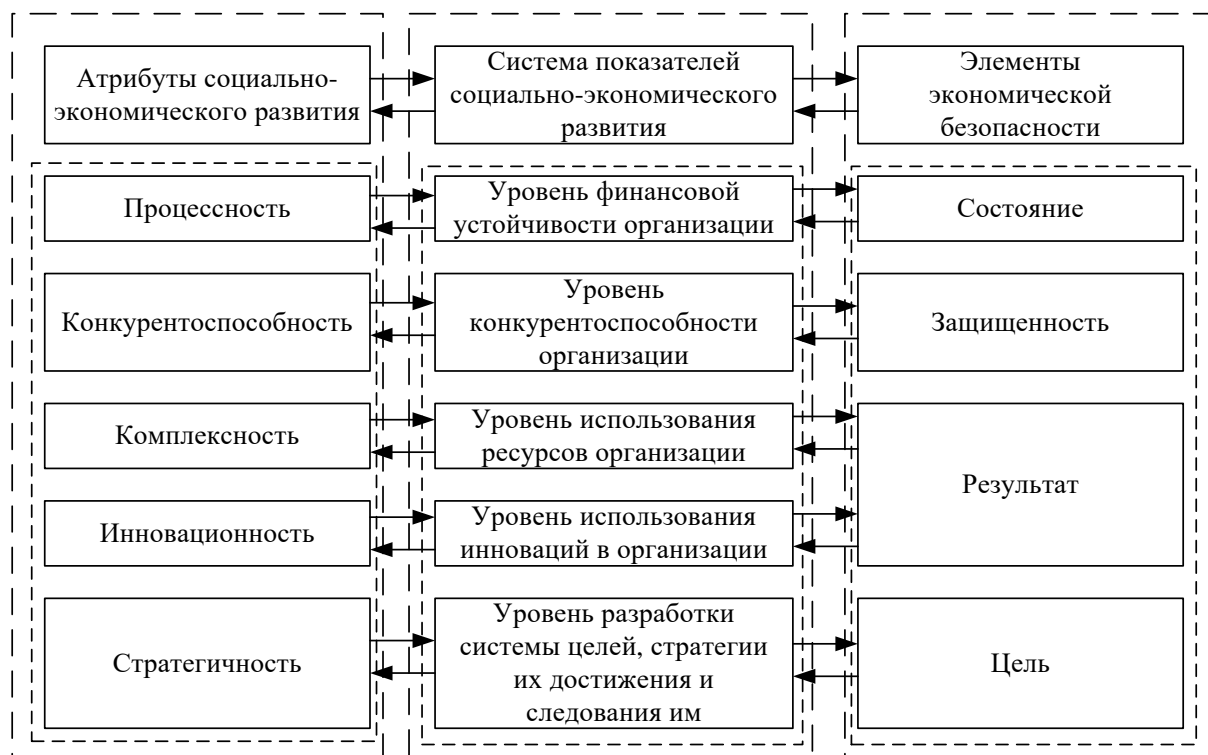 Атрибуты социально-
экономического развития
Система показателей
социально-экономического
развития
Элементы
экономической
безопасности
Процессность
Уровень финансовой
устойчивости организации
Состояние
Конкурентоспособность
Уровень
конкурентоспособности
организации
Защищенность
Комплексность
Уровень использования
ресурсов организации
Результат
Инновационность
Уровень использования
инноваций в организации
Стратегичность
Уровень разработки
системы целей, стратегии
их достижения и
следования им
Цель